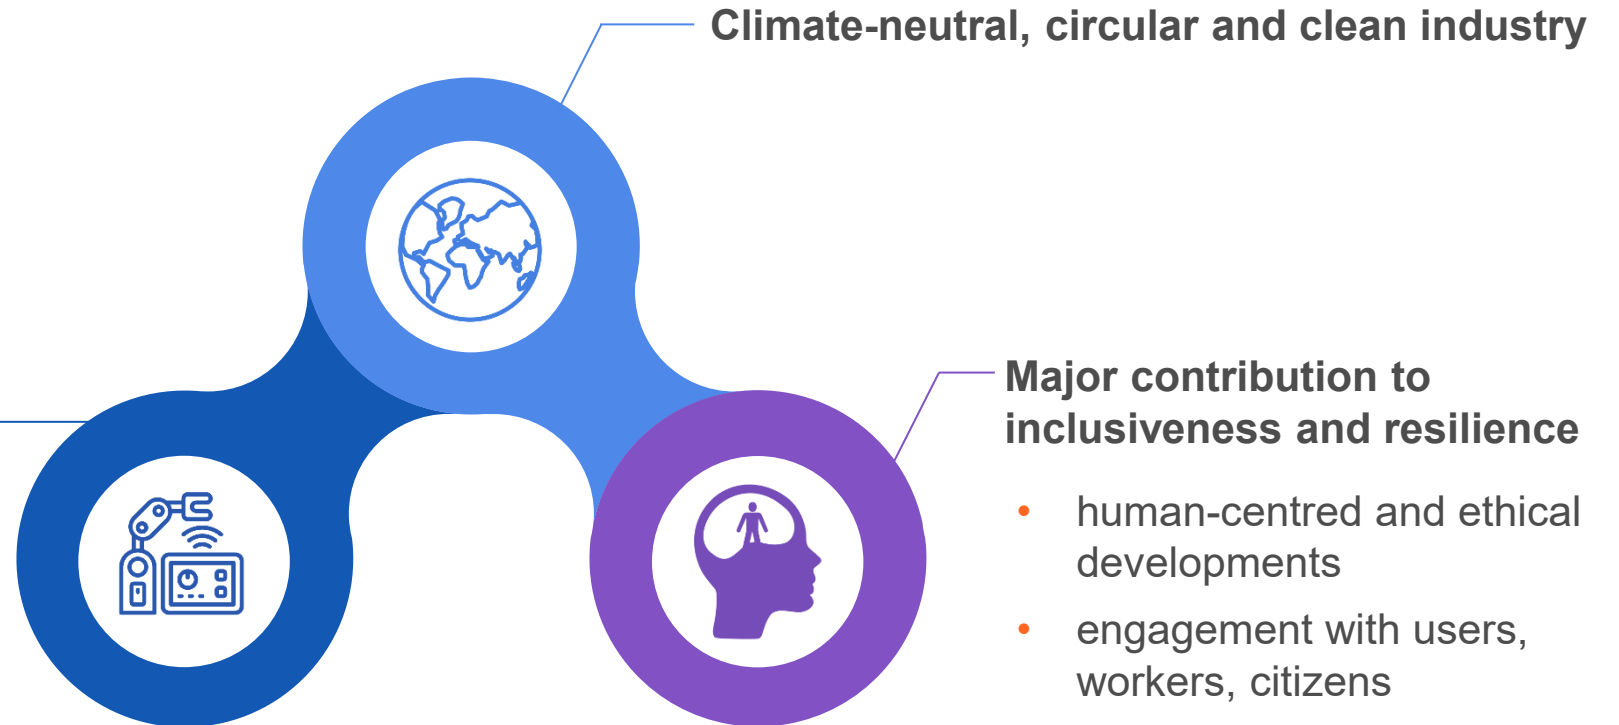 Climate-neutral, circular and clean industry
Major contribution to
inclusiveness and resilience
• human-centred and ethical
developments
• engagement with users,
workers, citizens